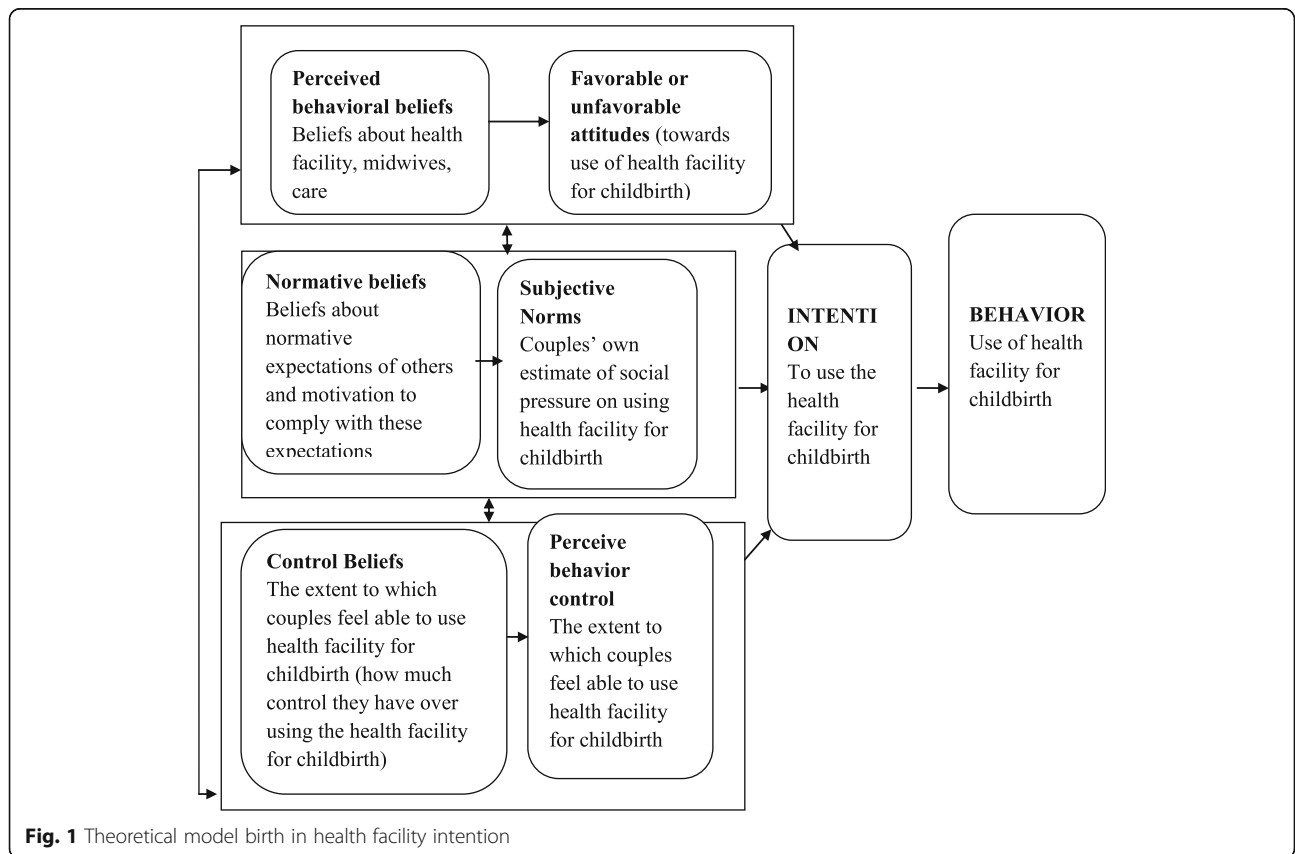 Perceived
behavioral beliefs
Beliefs about health
facility, midwives,
care
Favorable or
unfavorable
attitudes (towards
use of health facility
for childbirth)
Normative beliefs
Beliefs about
normative
expectations of others
and motivation to
comply with these
expectations
Subjective
Norms
Couples' own
estimate of social
pressure on using
health facility for
childbirth
Control Beliefs
The extent to which
couples feel able to use
health facility for
childbirth (how much
control they have over
using the health facility
for childbirth)
Perceive
behavior
control
The extent to
which couples
feel able to use
health facility
for childbirth
INTENTI
ON
To use the
health
facility for
childbirth
BEHAVIOR
Use of health
facility for
childbirth
Fig. 1 Theoretical model birth in health facility intention